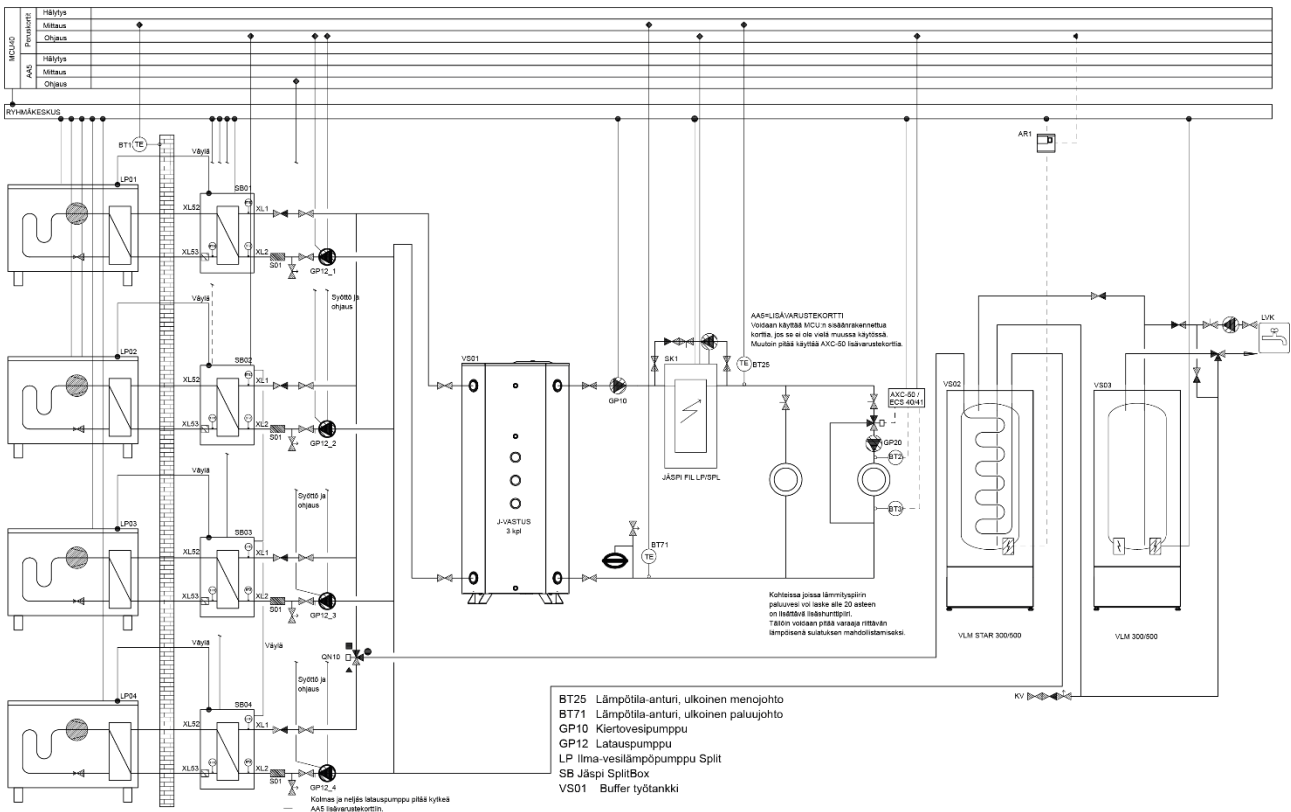 MCU40
Peruskortit
Hälytys
Mittaus
Ohjaus
AA5
Hälytys
Mittaus
Ohjaus
RYHMÄKESKUS
BT1
TE
AR1
Väylä
LP01
SB01
XL52
XL1
XL53
XL2
S01
GP12_1
Väylä
Syöttö ja
ohjaus
LP02
SB02
XL52
XL1
XL53
XL2
S01
GP12_2
Väylä
Syöttö ja
ohjaus
LP03
SB03
XL52
XL1
XL53
XL2
S01
GP12_3
Väylä
Väylä
QN10
Syöttö ja
ohjaus
LP04
SB04
XL52
XL1
XL53
XL2
S01
GP12_4
Kolmas ja neljäs latauspumppu pitää kytkeä
AA5 lisävarustekorttiin.
VS01
J-VASTUS
3 kpl
GP10
SK1
JÄSPI FIL LP/SPL
TE
BT25
BT71
TE
AA5=LISÄVARUSTEKORTTI
Voidaan käyttää MCU:n sisäänrakennettua
korttia, jos se ei ole vielä muussa käytössä.
Muutoin pitää käyttää AXC-50 lisävarustekorttia.
AXC-50 /
ECS 40/41
GP20
BT2
BT3
Kohteissa joissa lämmityspiirin
paluuvesi voi laske alle 20 asteen
on lisättävä lisäshunttipiiri.
Tällöin voidaan pitää varaaja riittävän
lämpöisenä sulatuksen mahdollistamiseksi.
VS02
VLM STAR 300/500
VS03
VLM 300/500
LVK
KV
BT25 Lämpötila-anturi, ulkoinen menojohto
BT71 Lämpötila-anturi, ulkoinen paluujohto
GP10 Kiertovesipumppu
GP12 Latauspumppu
LP Ilma-vesilämpöpumppu Split
SB Jäspi SplitBox
VS01 Buffer työtankki